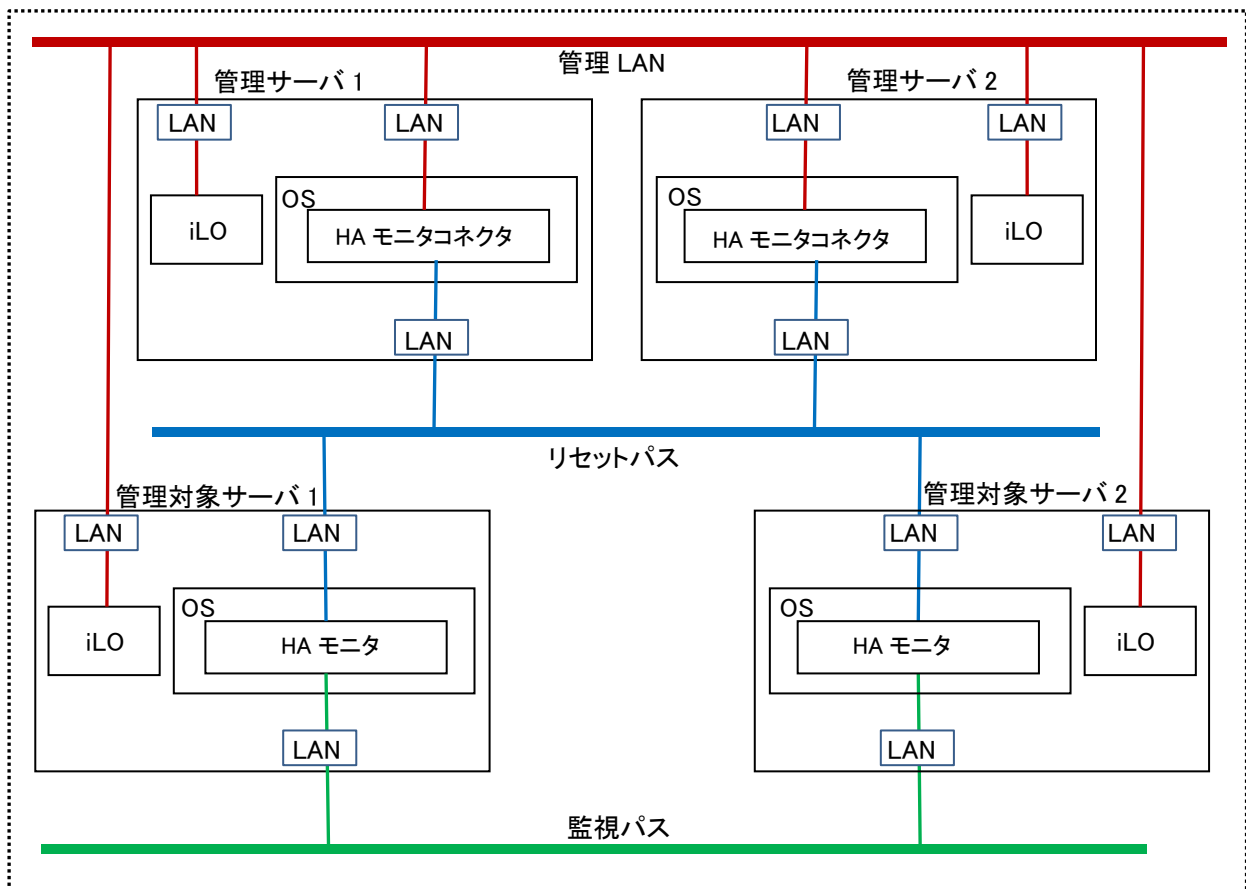 管理 LAN
管理サーバ 1
管理サーバ 2
LAN
LAN
LAN
LAN
iLO
OS
HA モニタコネクタ
OS
HA モニタコネクタ
iLO
LAN
LAN
リセットパス
管理対象サーバ 1
管理対象サーバ 2
LAN
LAN
LAN
LAN
iLO
OS
HA モニタ
OS
HA モニタ
iLO
LAN
LAN
監視パス